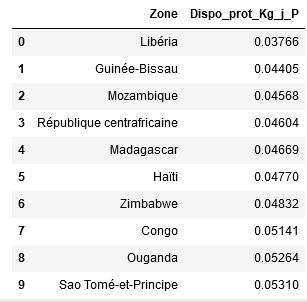 Zone Dispo_prot_Kg_j_P
0 Libéria 0.03766
1 Guinée-Bissau 0.04405
2 Mozambique 0.04568
3 République centrafricaine 0.04604
4 Madagascar 0.04669
5 Haïti 0.04770
6 Zimbabwe 0.04832
7 Congo 0.05141
8 Ouganda 0.05264
9 Sao Tomé-et-Principe 0.05310